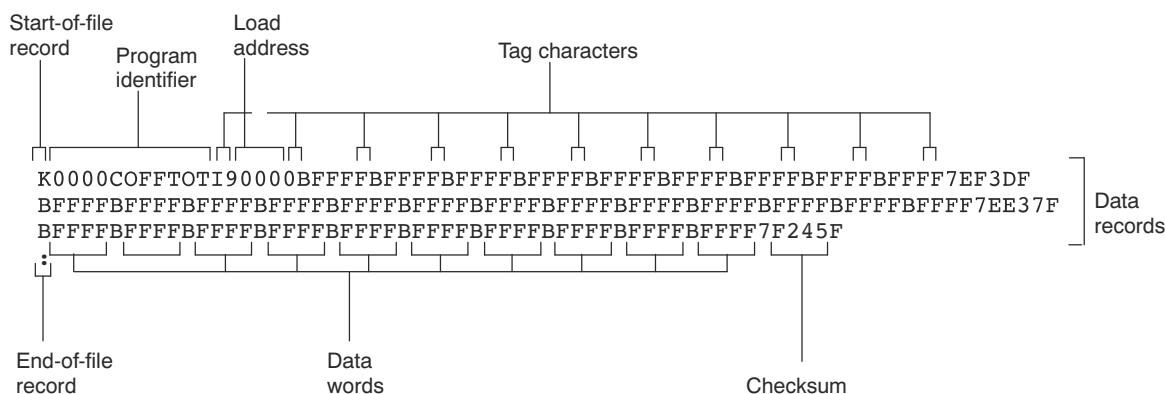 Start-of-file
record
Program
identifier
Load
address
Tag characters
K0000COFFTOTI90000BFFFFBFFFFBFFFFBFFFFBFFFFBFFFFBFFFFBFFFFBFFFF7EF3DF
BFFFFBFFFFBFFFFBFFFFBFFFFBFFFFBFFFFBFFFFBFFFFBFFFFBFFFFBFFFFBFFFF7EE37F
BFFFFBFFFFBFFFFBFFFFBFFFFBFFFFBFFFFBFFFFBFFFFBFFFF7F245F
:
Data
records
End-of-file
record
Data
words
Checksum